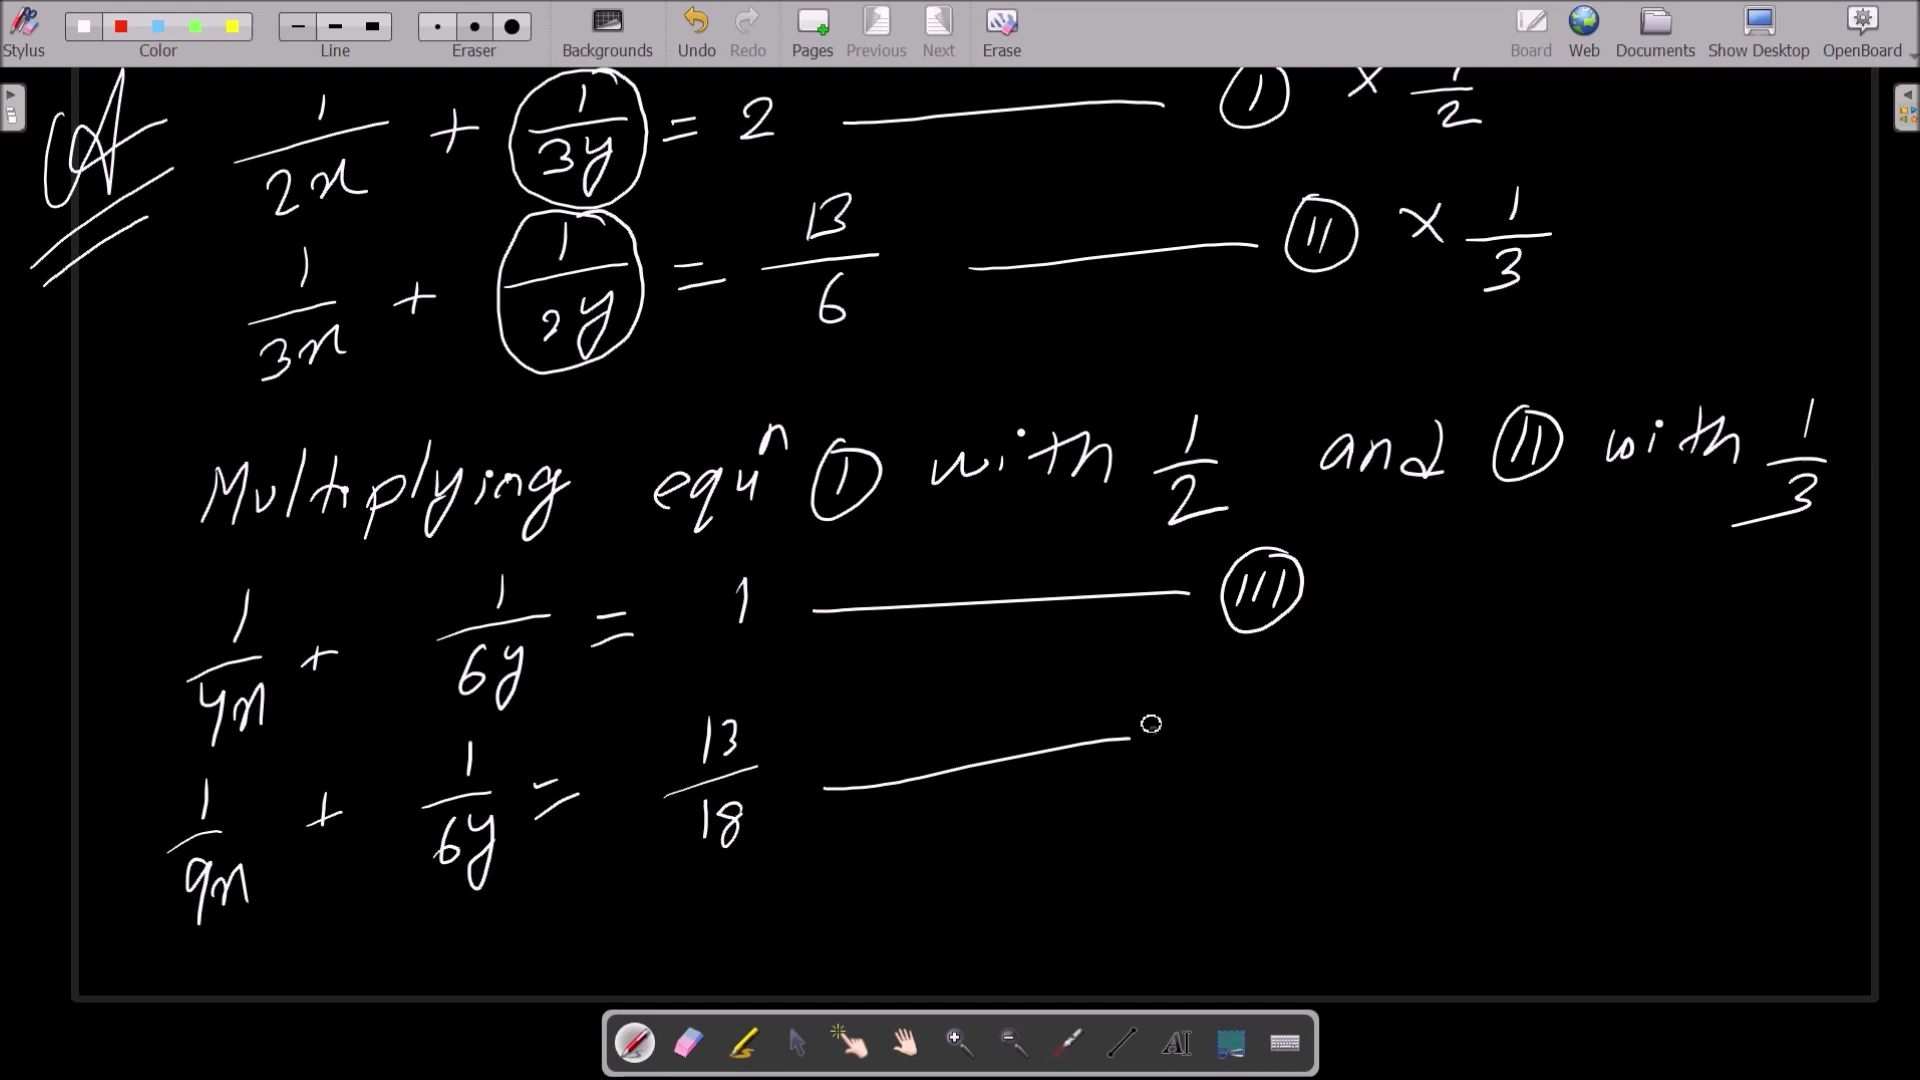 Stylus Color Line Eraser Backgrounds Undo Redo Pages Previous Next Erase Board Web Documents Show Desktop OpenBoard
A 1/2x + 1/3y = 2 ——— (I) × 1/2
1/3x + 1/2y = 13/6 ——— (II) × 1/3
Multiplying equⁿ (I) with 1/2 and (II) with 1/3
1/4x + 1/6y = 1 ——— (III)
1/9x + 1/6y = 13/18 ———
AI